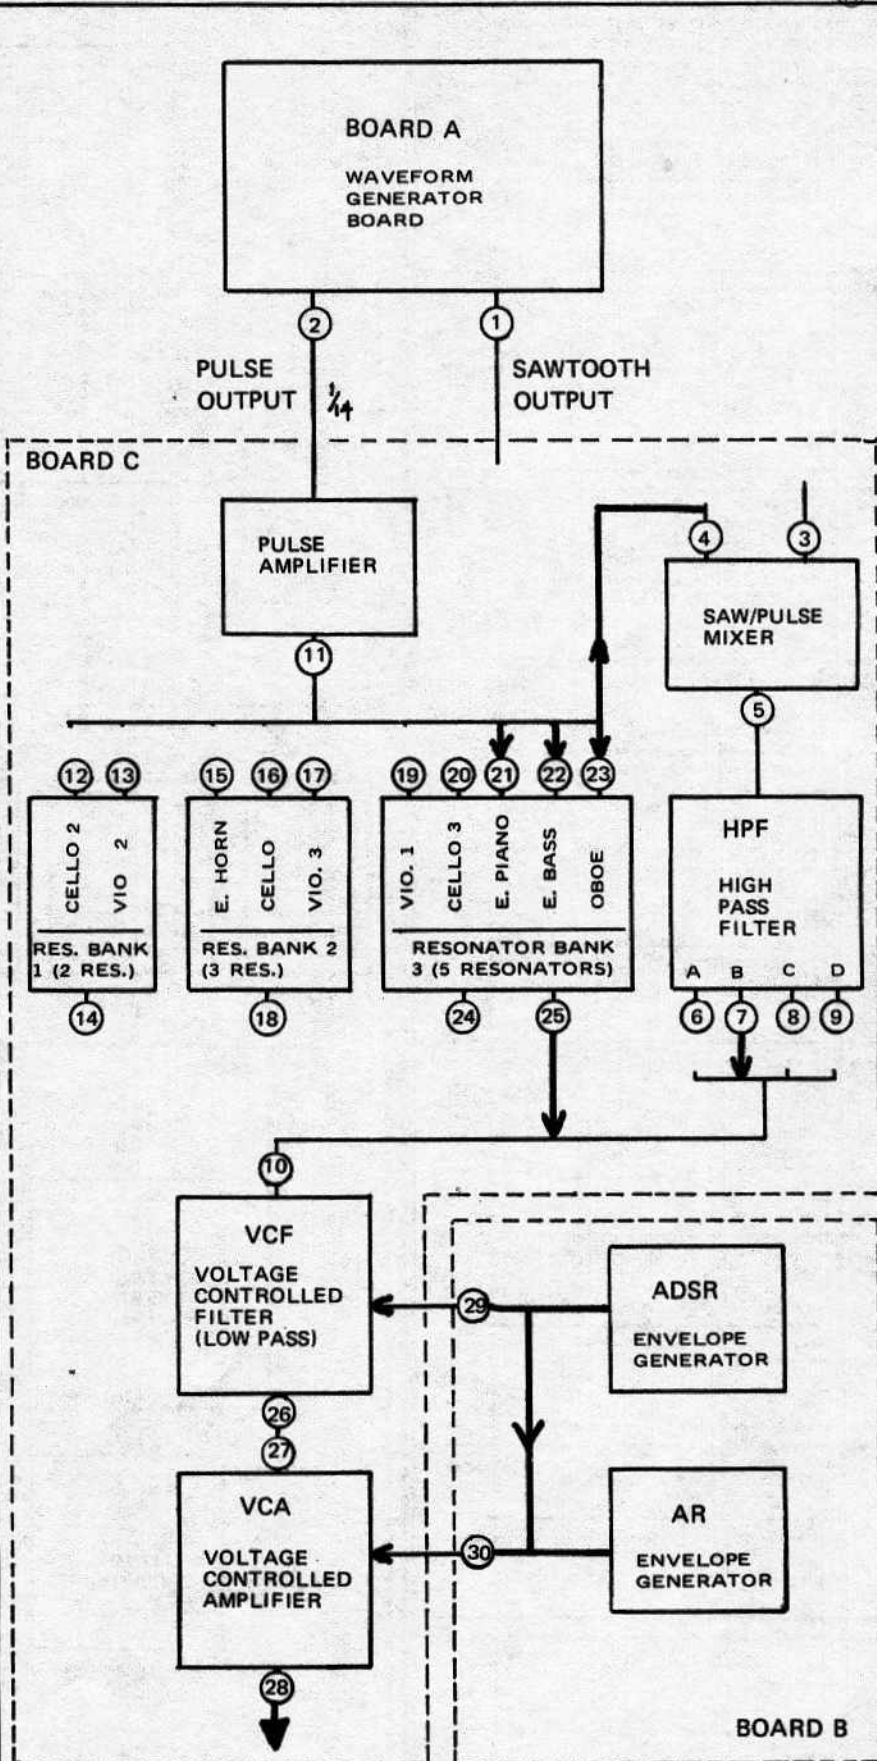 BOARD A
WAVEFORM
GENERATOR
BOARD
2
1
PULSE
OUTPUT
1/14
SAWTOOTH
OUTPUT
BOARD C
PULSE
AMPLIFIER
4
3
SAW/PULSE
MIXER
11
5
12
13
15
16
17
19
20
21
22
23
CELLO 2
VIO 2
E. HORN
CELLO
VIO. 3
VIO. 1
CELLO 3
E. PIANO
E. BASS
OBOE
RES. BANK
1 (2 RES.)
RES. BANK 2
(3 RES.)
RESONATOR BANK
3 (5 RESONATORS)
HPF
HIGH
PASS
FILTER
A B C D
14
18
24
25
6
7
8
9
10
VCF
VOLTAGE
CONTROLLED
FILTER
(LOW PASS)
29
ADSR
ENVELOPE
GENERATOR
26
27
VCA
VOLTAGE
CONTROLLED
AMPLIFIER
30
AR
ENVELOPE
GENERATOR
28
BOARD B